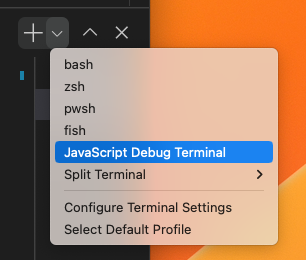 bash
zsh
pwsh
fish
JavaScript Debug Terminal
Split Terminal
Configure Terminal Settings
Select Default Profile